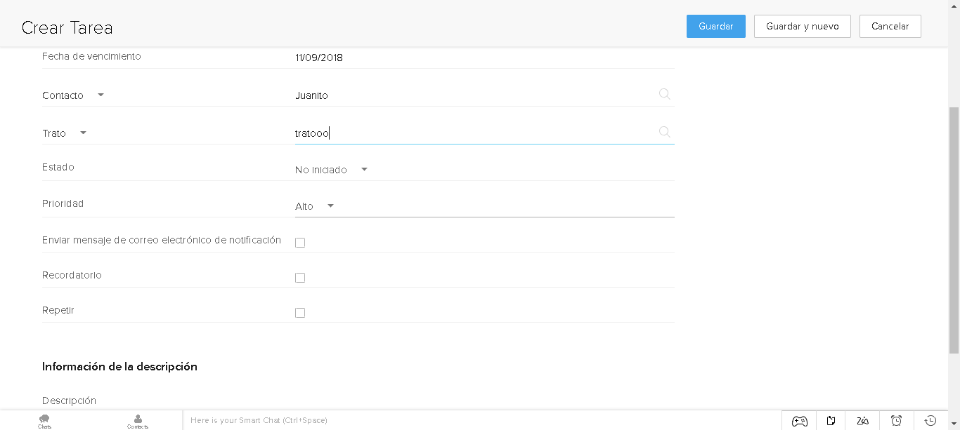 Crear Tarea
Guardar
Guardar y nuevo
Cancelar
Fecha de vencimiento 11/09/2018
Contacto Juanito
Trato tratooo
Estado No iniciado
Prioridad Alto
Enviar mensaje de correo electrónico de notificación
Recordatorio
Repetir
Información de la descripción
Descripción
Chats
Contacts
Here is your Smart Chat (Ctrl+Space)